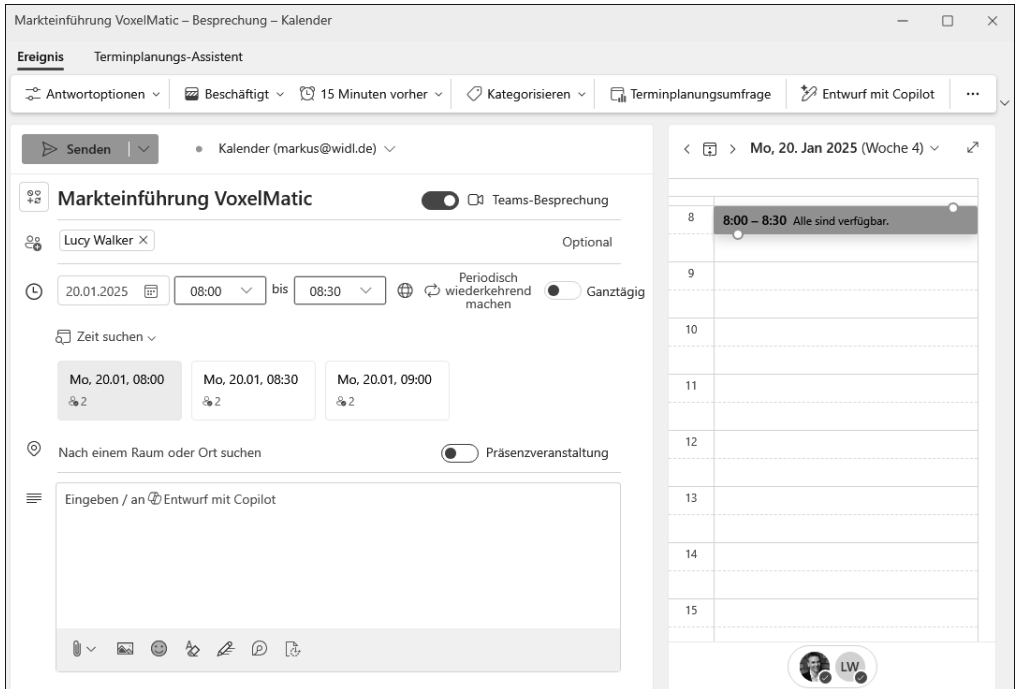 Markteinführung VoxelMatic – Besprechung – Kalender
Ereignis Terminplanungs-Assistent
Antwortoptionen Beschäftigt 15 Minuten vorher Kategorisieren Terminplanungsumfrage Entwurf mit Copilot ...
Senden Kalender (markus@widl.de)
Markteinführung VoxelMatic Teams-Besprechung
Lucy Walker Optional
20.01.2025 08:00 bis 08:30 Periodisch wiederkehrend machen Ganztägig
Zeit suchen
Mo, 20.01, 08:00 Mo, 20.01, 08:30 Mo, 20.01, 09:00
2 2 2
Nach einem Raum oder Ort suchen Präsenzveranstaltung
Eingeben / an Entwurf mit Copilot
Mo, 20. Jan 2025 (Woche 4)
8 8:00 – 8:30 Alle sind verfügbar.
9
10
11
12
13
14
15
LW